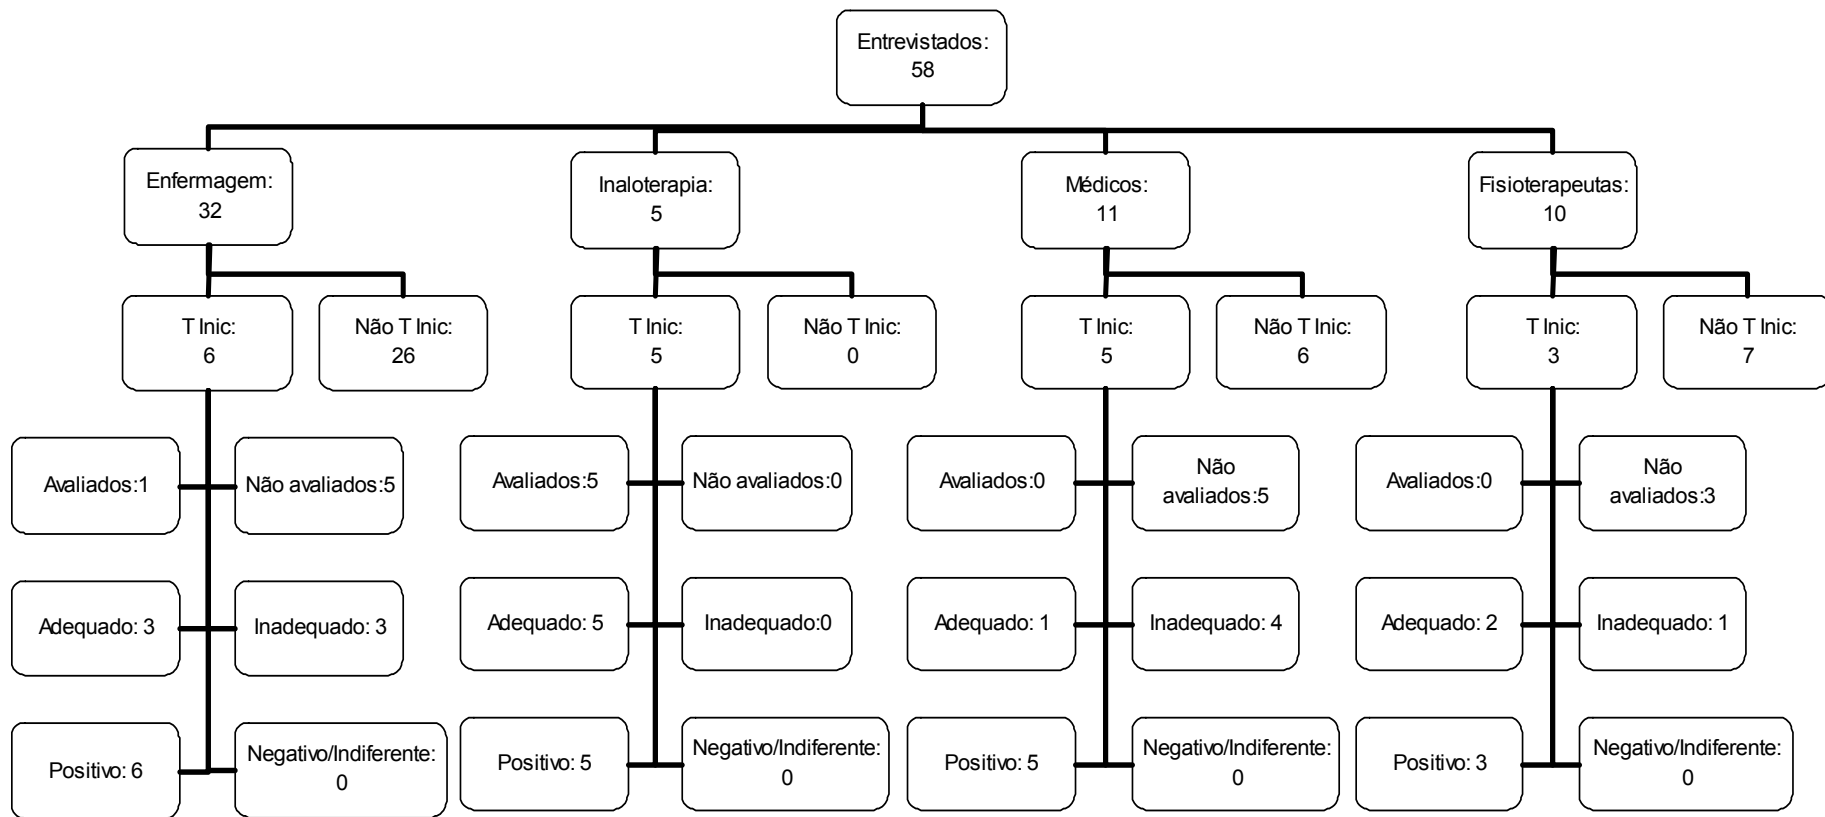 Entrevistados:
58
Enfermagem:
32
Inaloterapia:
5
Médicos:
11
Fisioterapeutas:
10
T Inic:
6
Não T Inic:
26
T Inic:
5
Não T Inic:
0
T Inic:
5
Não T Inic:
6
T Inic:
3
Não T Inic:
7
Avaliados:1
Não avaliados:5
Avaliados:5
Não avaliados:0
Avaliados:0
Não
avaliados:5
Avaliados:0
Não
avaliados:3
Adequado: 3
Inadequado: 3
Adequado: 5
Inadequado:0
Adequado: 1
Inadequado: 4
Adequado: 2
Inadequado: 1
Positivo: 6
Negativo/Indiferente:
0
Positivo: 5
Negativo/Indiferente:
0
Positivo: 5
Negativo/Indiferente:
0
Positivo: 3
Negativo/Indiferente:
0